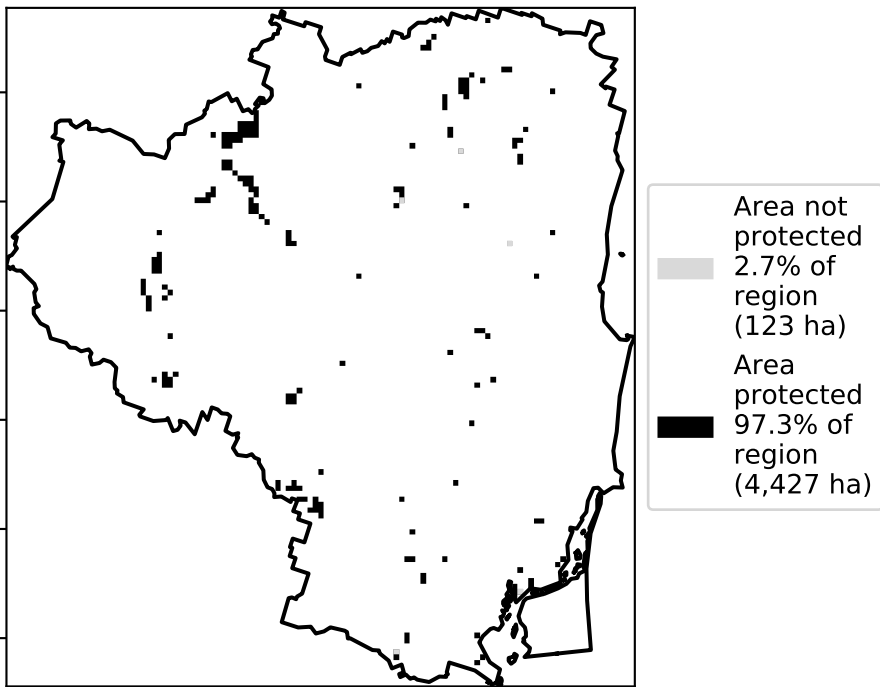 Area not
protected
2.7% of
region
(123 ha)
Area
protected
97.3% of
region
(4,427 ha)